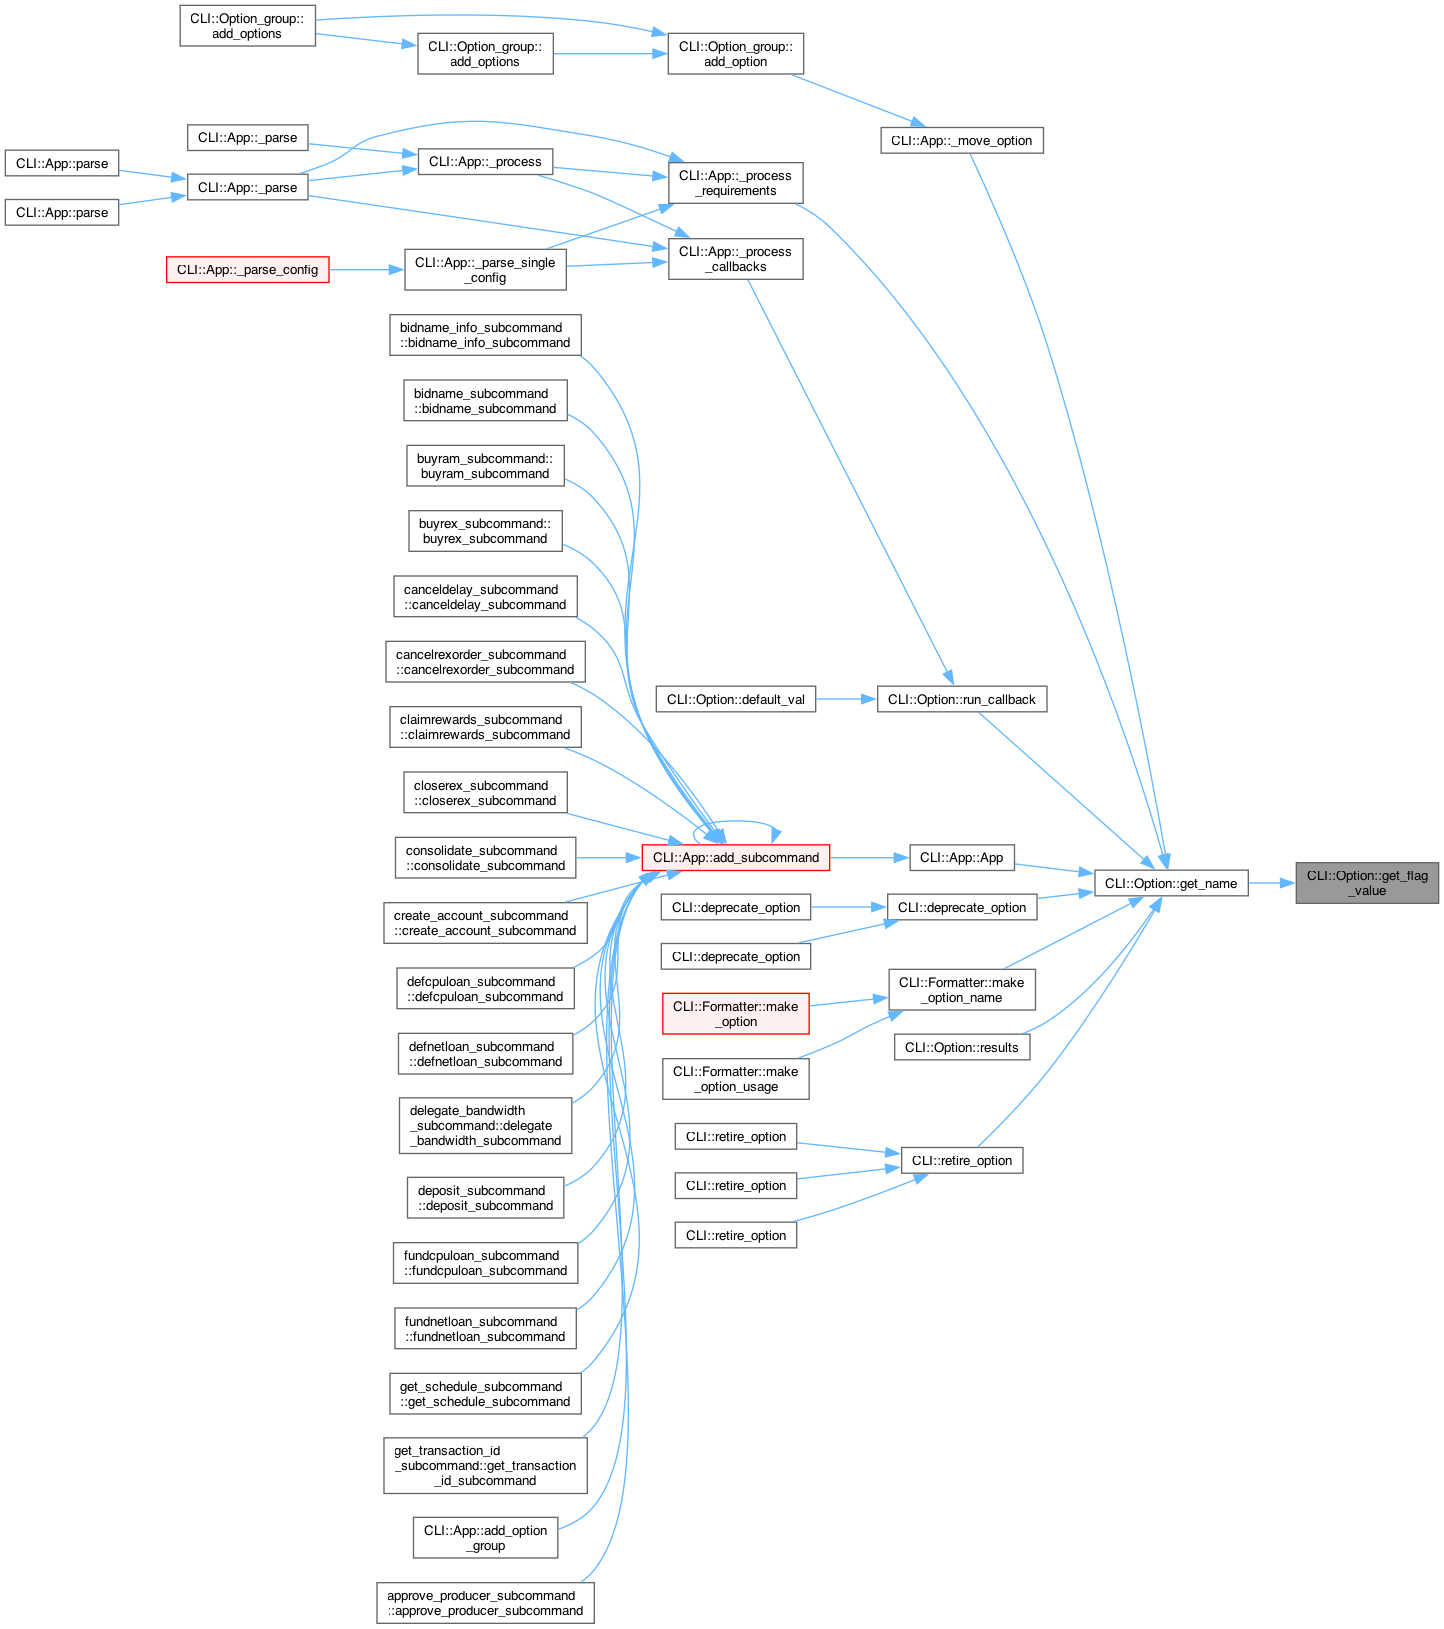 CLI::Option_group::
add_options
CLI::Option_group::
add_options
CLI::Option_group::
add_option
CLI::App::_move_option
CLI::App::_parse
CLI::App::parse
CLI::App::_parse
CLI::App::parse
CLI::App::_process
CLI::App::_process
_requirements
CLI::App::_process
_callbacks
CLI::App::_parse_single
_config
CLI::App::_parse_config
bidname_info_subcommand
::bidname_info_subcommand
bidname_subcommand
::bidname_subcommand
buyram_subcommand::
buyram_subcommand
buyrex_subcommand::
buyrex_subcommand
canceldelay_subcommand
::canceldelay_subcommand
cancelrexorder_subcommand
::cancelrexorder_subcommand
claimrewards_subcommand
::claimrewards_subcommand
closerex_subcommand
::closerex_subcommand
consolidate_subcommand
::consolidate_subcommand
create_account_subcommand
::create_account_subcommand
defcpuloan_subcommand
::defcpuloan_subcommand
defnetloan_subcommand
::defnetloan_subcommand
delegate_bandwidth
_subcommand::delegate
_bandwidth_subcommand
deposit_subcommand
::deposit_subcommand
fundcpuloan_subcommand
::fundcpuloan_subcommand
fundnetloan_subcommand
::fundnetloan_subcommand
get_schedule_subcommand
::get_schedule_subcommand
get_transaction_id
_subcommand::get_transaction
_id_subcommand
CLI::App::add_option
_group
approve_producer_subcommand
::approve_producer_subcommand
CLI::Option::default_val
CLI::Option::run_callback
CLI::App::add_subcommand
CLI::App::App
CLI::deprecate_option
CLI::deprecate_option
CLI::deprecate_option
CLI::Formatter::make
_option_name
CLI::Formatter::make
_option
CLI::Formatter::make
_option_usage
CLI::Option::results
CLI::retire_option
CLI::retire_option
CLI::retire_option
CLI::retire_option
CLI::Option::get_name
CLI::Option::get_flag
_value